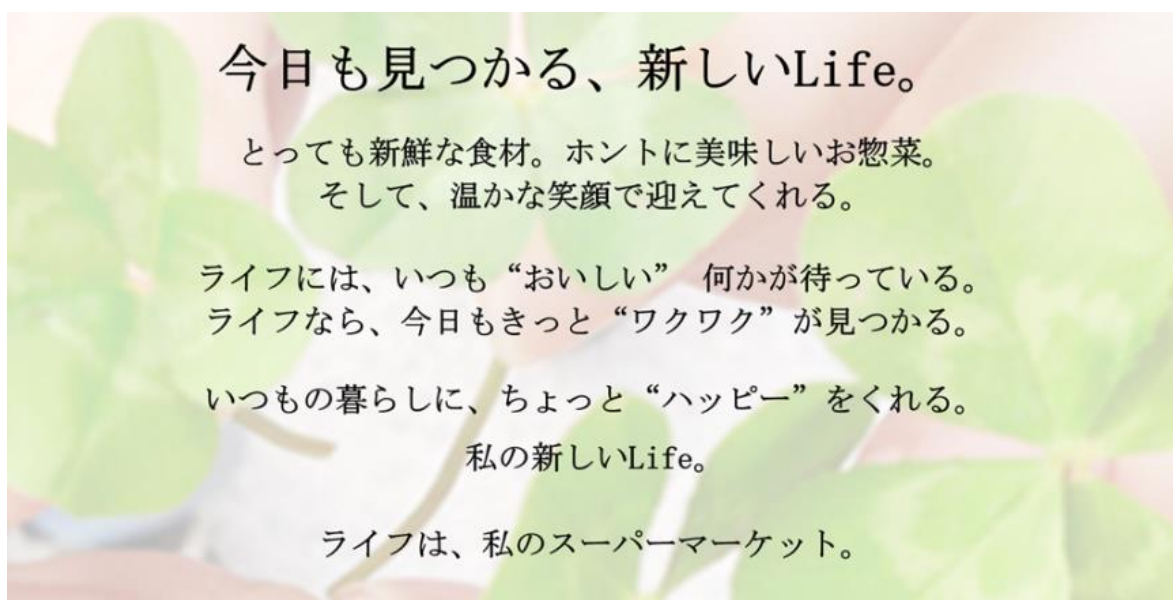 今日も見つかる、新しいLife。
とっても新鮮な食材。ホントに美味しいお惣菜。
そして、温かな笑顔で迎えてくれる。
ライフには、いつも“おいしい” 何かが待っている。
ライフなら、今日もきっと“ワクワク”が見つかる。
いつもの暮らしに、ちょっと“ハッピー”をくれる。
私の新しいLife。
ライフは、私のスーパーマーケット。